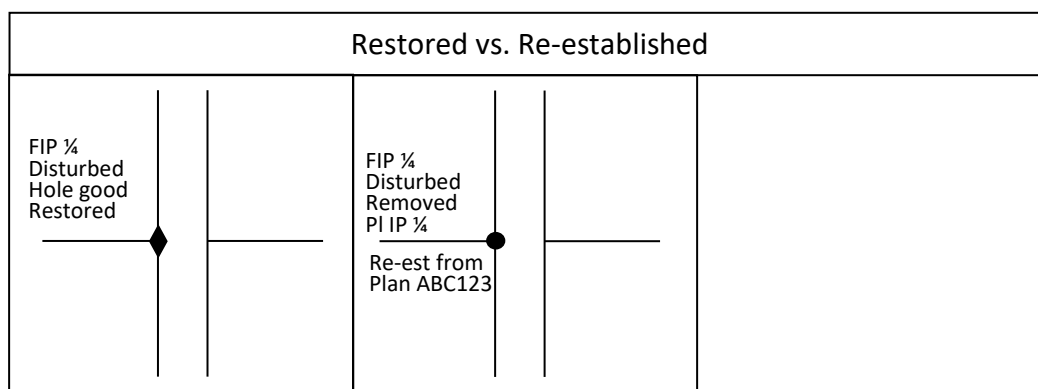 Restored vs. Re-established
FIP ¼
Disturbed
Hole good
Restored
FIP ¼
Disturbed
Removed
Pl IP ¼
Re-est from
Plan ABC123